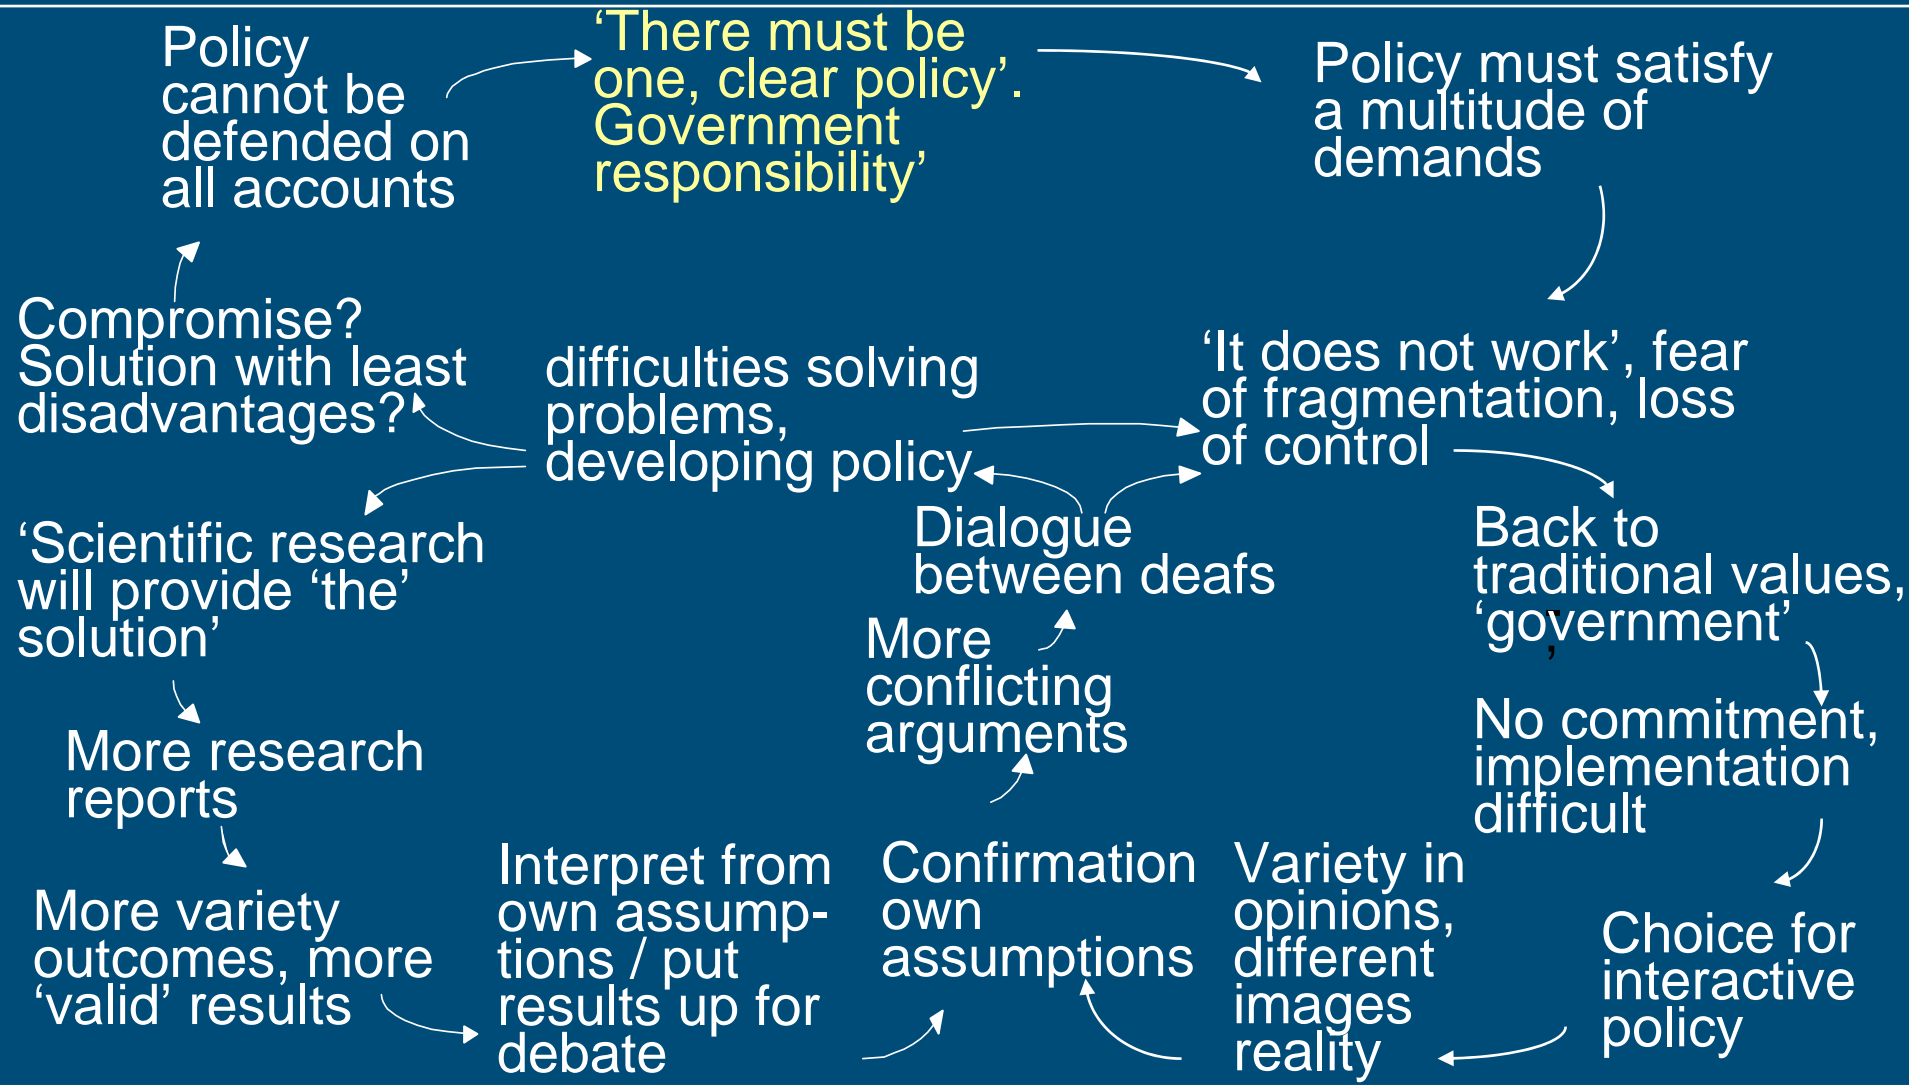 Policy
cannot be
defended on
all accounts
‘There must be
one, clear policy’.
Government
responsibility’
Policy must satisfy
a multitude of
demands
Compromise?
Solution with least
disadvantages?
difficulties solving
problems,
developing policy
‘It does not work’, fear
of fragmentation, loss
of control
‘Scientific research
will provide ‘the’
solution’
Dialogue
between deafs
Back to
traditional values,
‘government’
;
More
conflicting
arguments
More research
reports
No commitment,
implementation
difficult
More variety
outcomes, more
‘valid’ results
Interpret from
own assump-
tions / put
results up for
debate
Confirmation
own
assumptions
Variety in
opinions,
different
images
reality
Choice for
interactive
policy